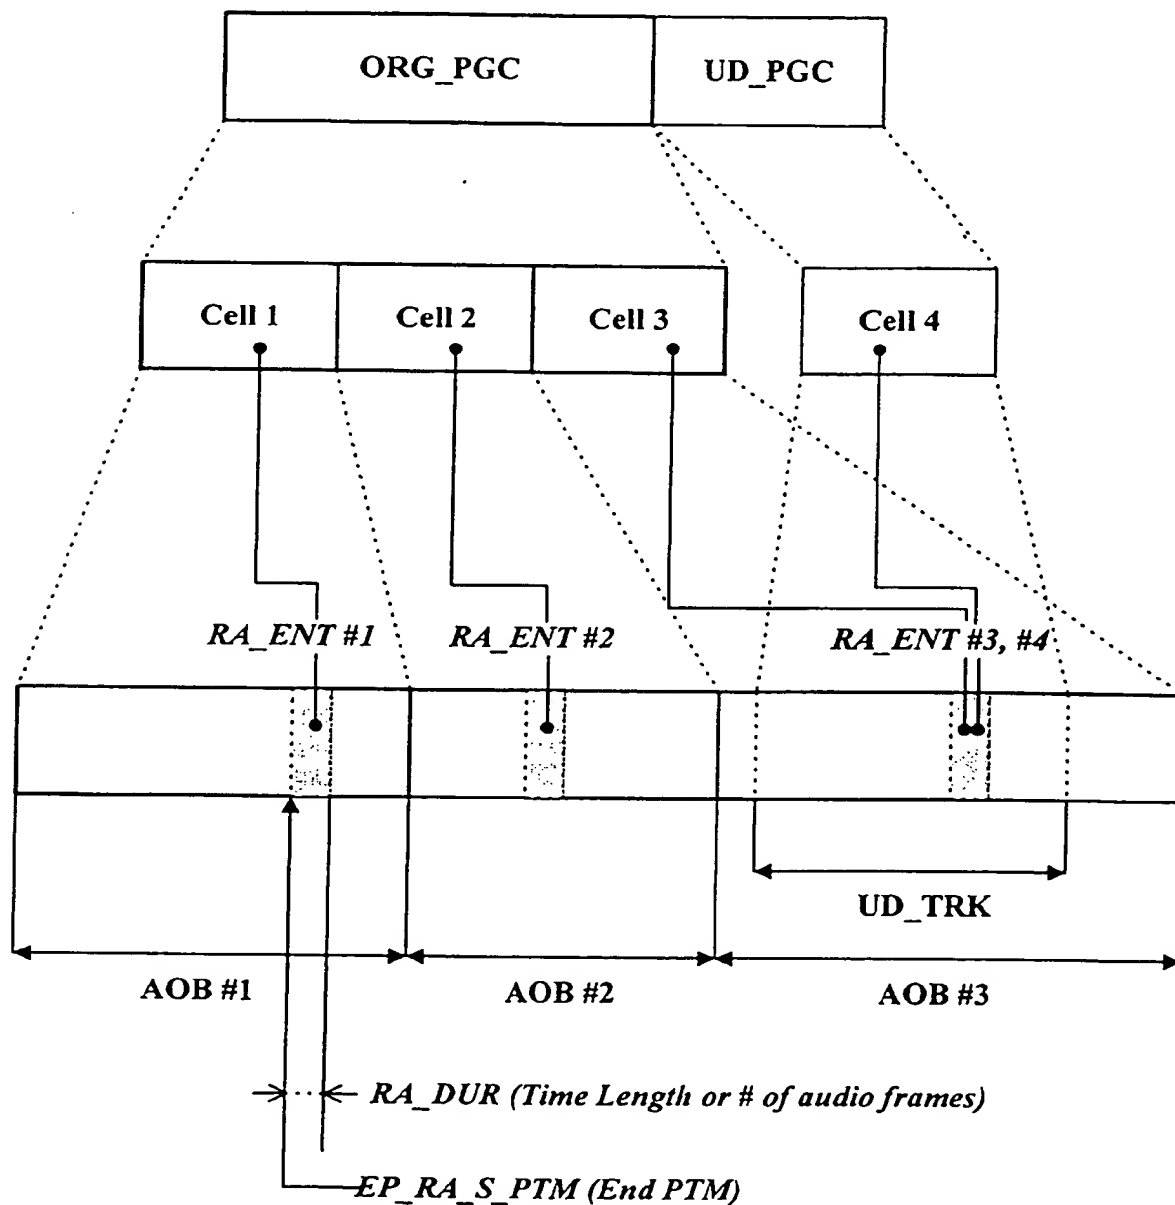 ORG_PGC
UD_PGC
Cell 1
Cell 2
Cell 3
Cell 4
RA_ENT #1
RA_ENT #2
RA_ENT #3, #4
UD_TRK
AOB #1
AOB #2
AOB #3
RA_DUR (Time Length or # of audio frames)
EP_RA_S_PTM (End PTM)